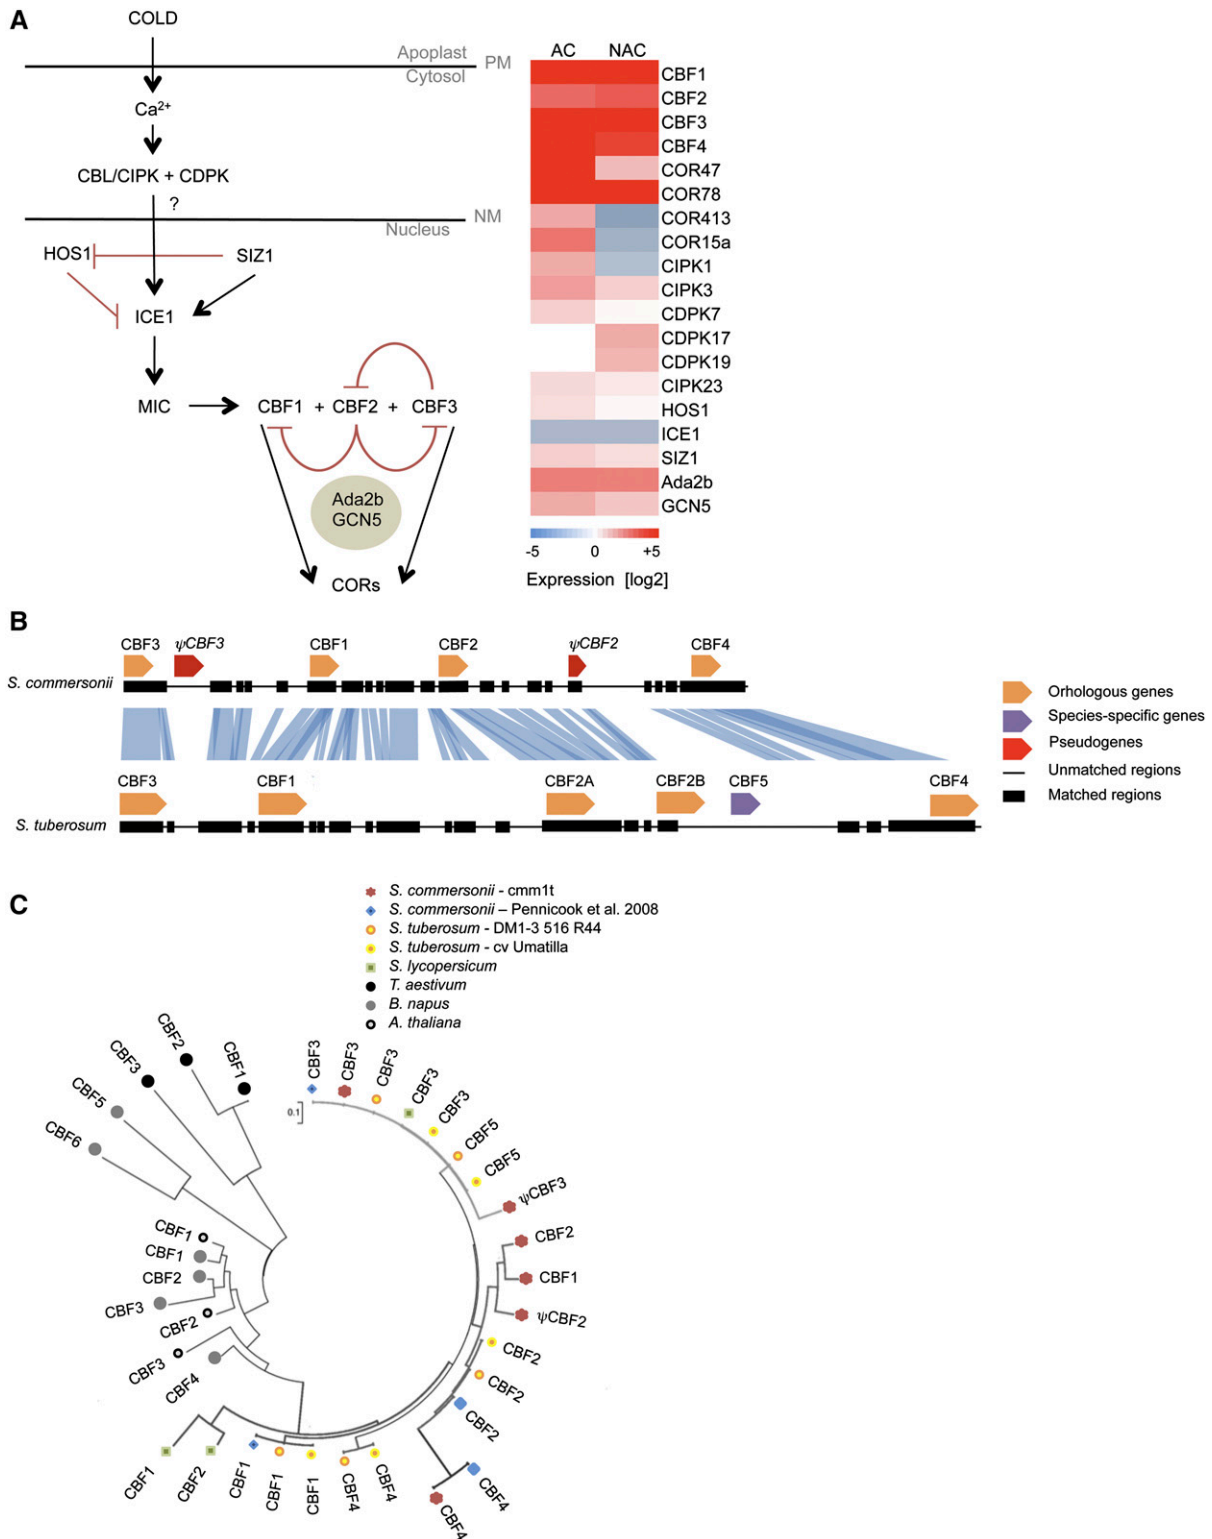 A
COLD
Apoplast
PM
Cytosol
Ca²⁺
CBL/CIPK + CDPK
?
NM
Nucleus
HOS1
SIZ1
ICE1
MIC
CBF1 + CBF2 + CBF3
Ada2b
GCN5
CORs
AC NAC
CBF1
CBF2
CBF3
CBF4
COR47
COR78
COR413
COR15a
CIPK1
CIPK3
CDPK7
CDPK17
CDPK19
CIPK23
HOS1
ICE1
SIZ1
Ada2b
GCN5
-5 0 +5
Expression [log2]
B
CBF3 ψCBF3 CBF1 CBF2 ψCBF2 CBF4
S. commersonii
CBF3 CBF1 CBF2A CBF2B CBF5 CBF4
S. tuberosum
Orhologous genes
Species-specific genes
Pseudogenes
Unmatched regions
Matched regions
C
S. commersonii - cmm1t
S. commersonii – Pennicook et al. 2008
S. tuberosum - DM1-3 516 R44
S. tuberosum - cv Umatilla
S. lycopersicum
T. aestivum
B. napus
A. thaliana
0.1
CBF3
CBF3
CBF3
CBF3
CBF3
CBF5
CBF5
ψCBF3
CBF2
CBF1
ψCBF2
CBF2
CBF2
CBF2
CBF4
CBF4
CBF4
CBF4
CBF1
CBF1
CBF1
CBF2
CBF1
CBF4
CBF3
CBF2
CBF3
CBF2
CBF1
CBF1
CBF6
CBF5
CBF3
CBF2
CBF1